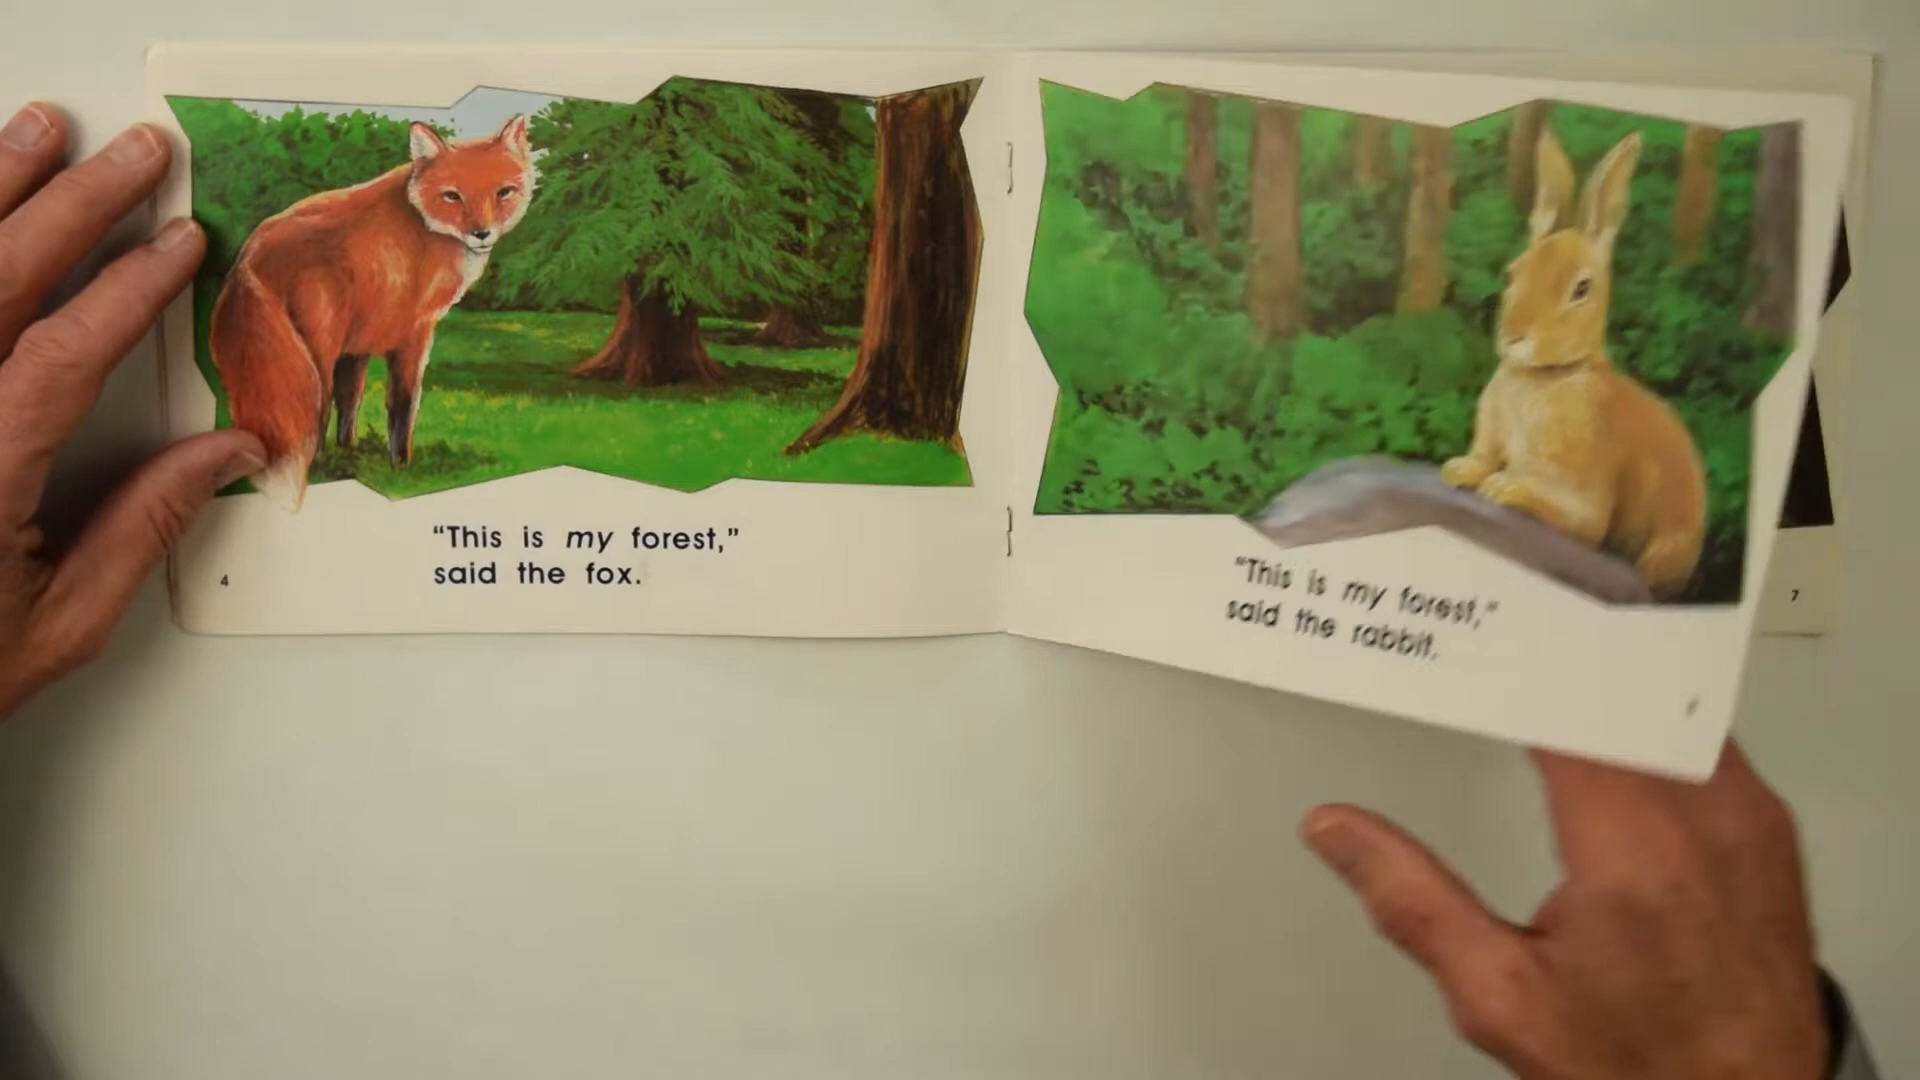 “This is my forest,”
said the fox.
4
“This is my forest,”
said the rabbit.
7